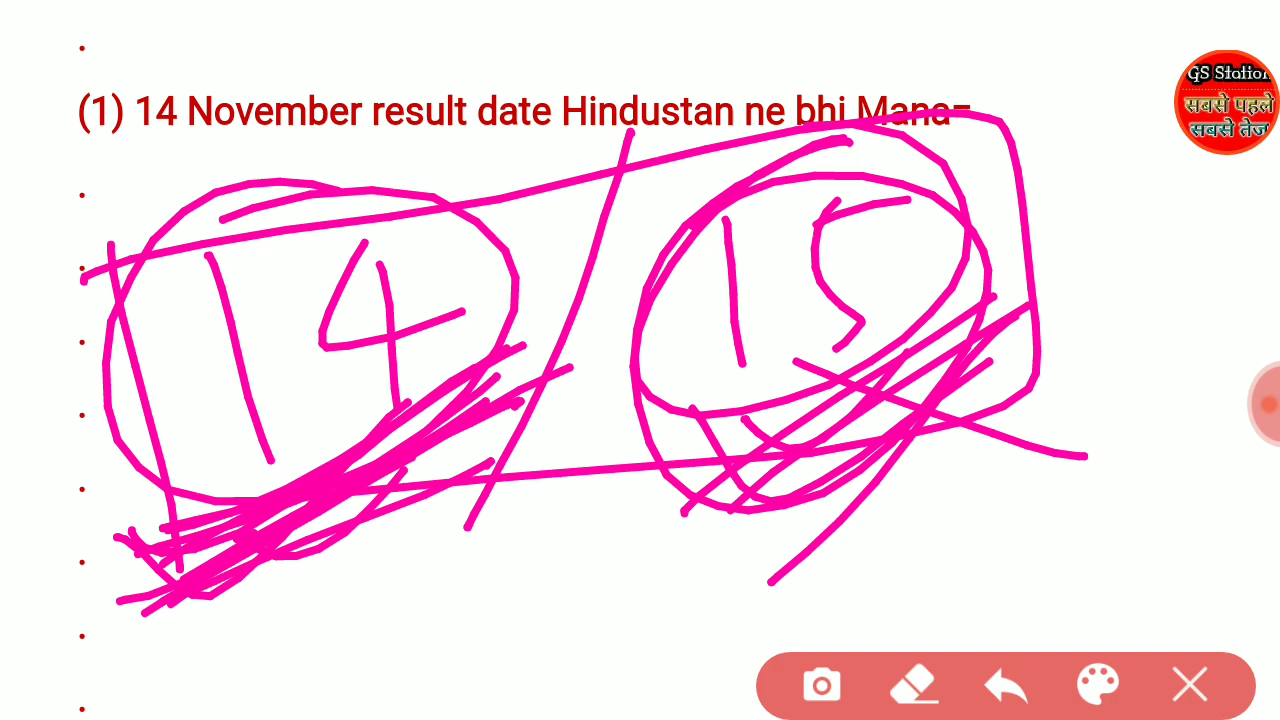 (1) 14 November result date Hindustan ne bhi Mana=
GS Station
सबसे पहले
सबसे तेज
14 / 15